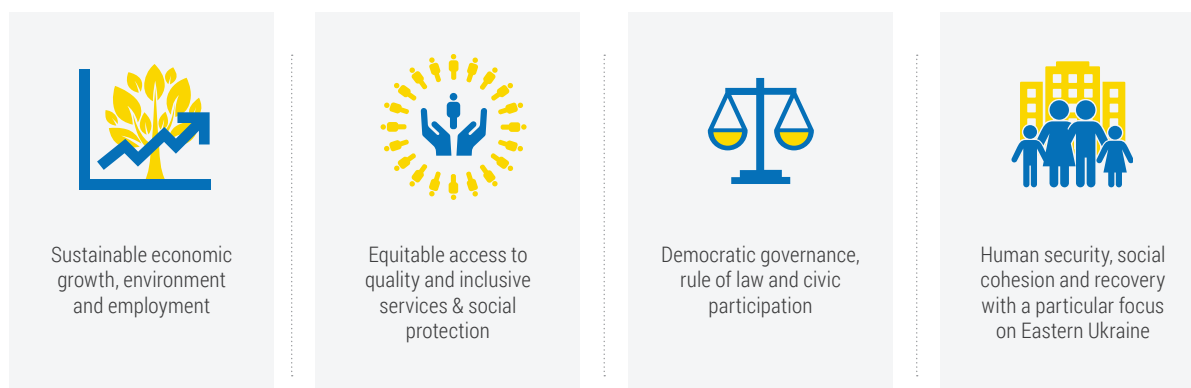 Sustainable economic
growth, environment
and employment
Equitable access to
quality and inclusive
services & social
protection
Democratic governance,
rule of law and civic
participation
Human security, social
cohesion and recovery
with a particular focus
on Eastern Ukraine